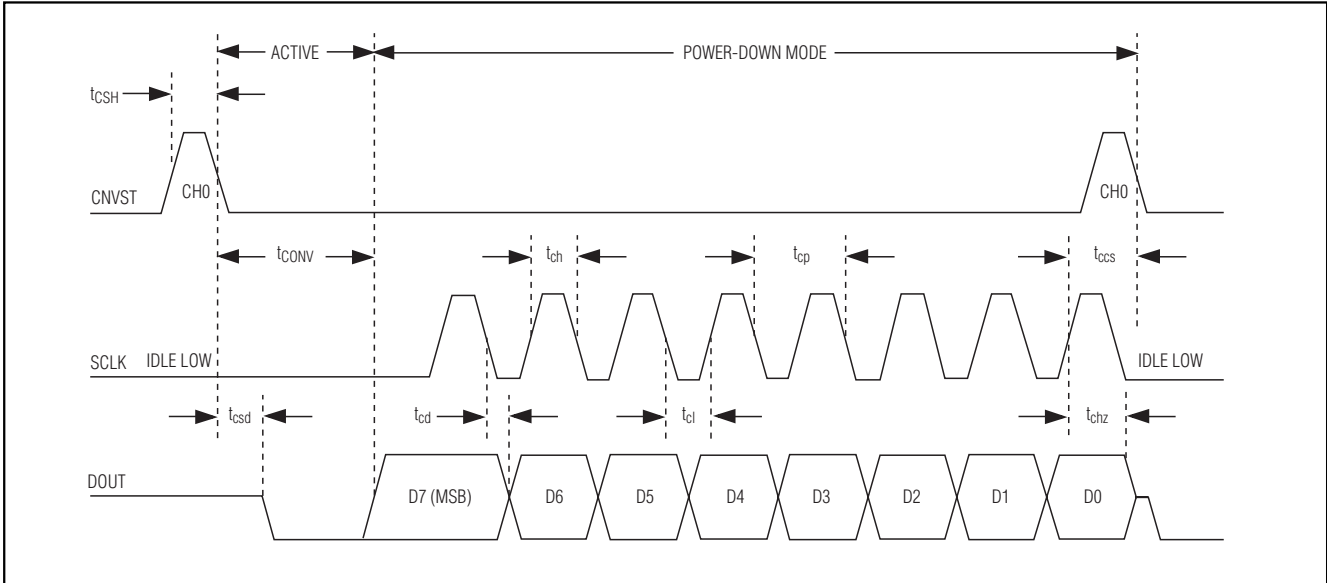 ACTIVE
POWER-DOWN MODE
tCSH
CNVST
CH0
CH0
tCONV
tch
tcp
tccs
SCLK
IDLE LOW
IDLE LOW
tcsd
tcd
tcl
tchz
DOUT
D7 (MSB)
D6
D5
D4
D3
D2
D1
D0